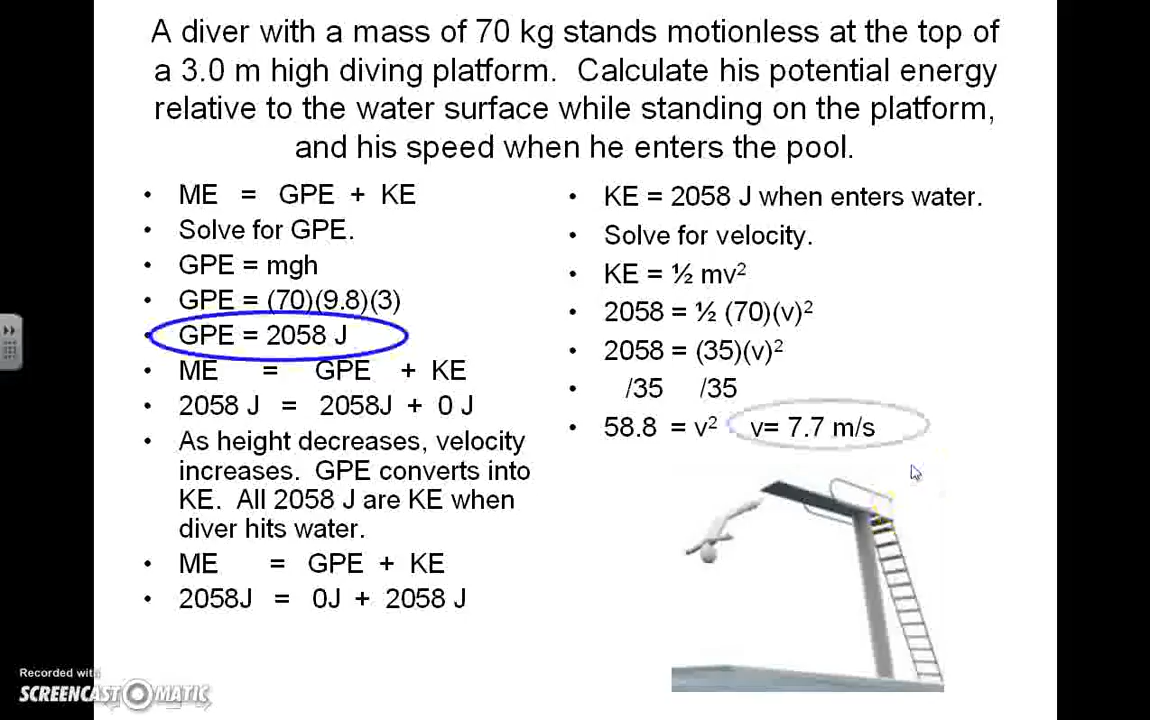 A diver with a mass of 70 kg stands motionless at the top of
a 3.0 m high diving platform. Calculate his potential energy
relative to the water surface while standing on the platform,
and his speed when he enters the pool.
• ME = GPE + KE
• Solve for GPE.
• GPE = mgh
• GPE = (70)(9.8)(3)
• GPE = 2058 J
• ME = GPE + KE
• 2058 J = 2058J + 0 J
• As height decreases, velocity
increases. GPE converts into
KE. All 2058 J are KE when
diver hits water.
• ME = GPE + KE
• 2058J = 0J + 2058 J
• KE = 2058 J when enters water.
• Solve for velocity.
• KE = ½ mv²
• 2058 = ½ (70)(v)²
• 2058 = (35)(v)²
• /35 /35
• 58.8 = v² v= 7.7 m/s
Recorded with
SCREENCAST-O-MATIC